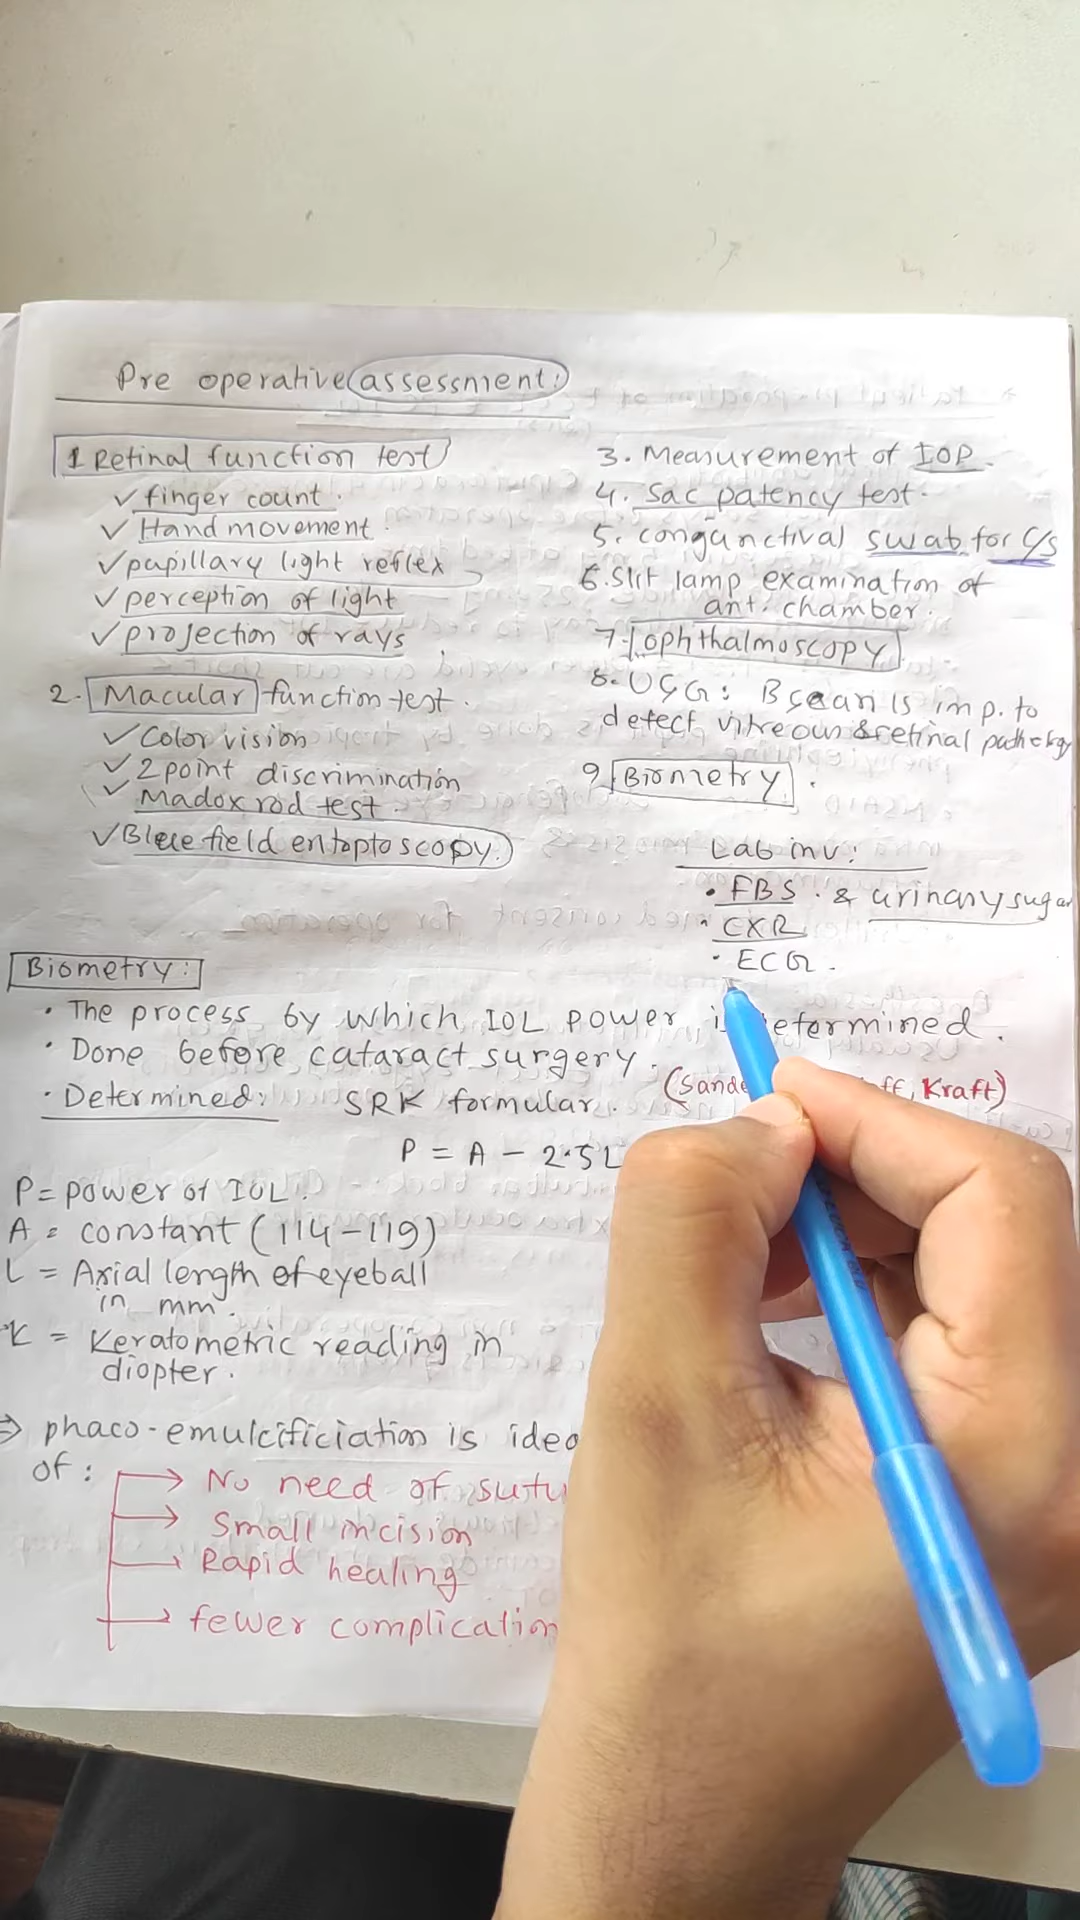 Pre operative assessment:
1 Retinal function test
✓ finger count.
✓ Hand movement.
✓ papillary light reflex
✓ perception of light
✓ projection of rays
2. Macular function test.
✓ Color vision
✓ 2 point discrimination
✓ Madox rod test.
✓ Blue field entoptoscopy.
3. Measurement of IOP.
4. Sac patency test.
5. conjunctival swab for C/S
6. Slit lamp examination of
ant. chamber.
7. ophthalmoscopy
8. USG: B scan is imp. to
detect vitreous & retinal pathology
9 Biometry.
Lab inv:
• FBS. & urinary sugar
• CXR
• ECG.
Biometry:
• The process by which IOL power is determined.
• Done before cataract surgery.
• Determined: SRK formular. (Sande Kraft)
P = A - 2.5L
P = power of IOL.
A = constant (114-119)
L = Axial length of eyeball
in mm.
K = Keratometric reading in
diopter.
⇒ phaco-emulcificiation is idea
of:
→ No need of sutu
→ Small incision
→ Rapid healing
→ fewer complication